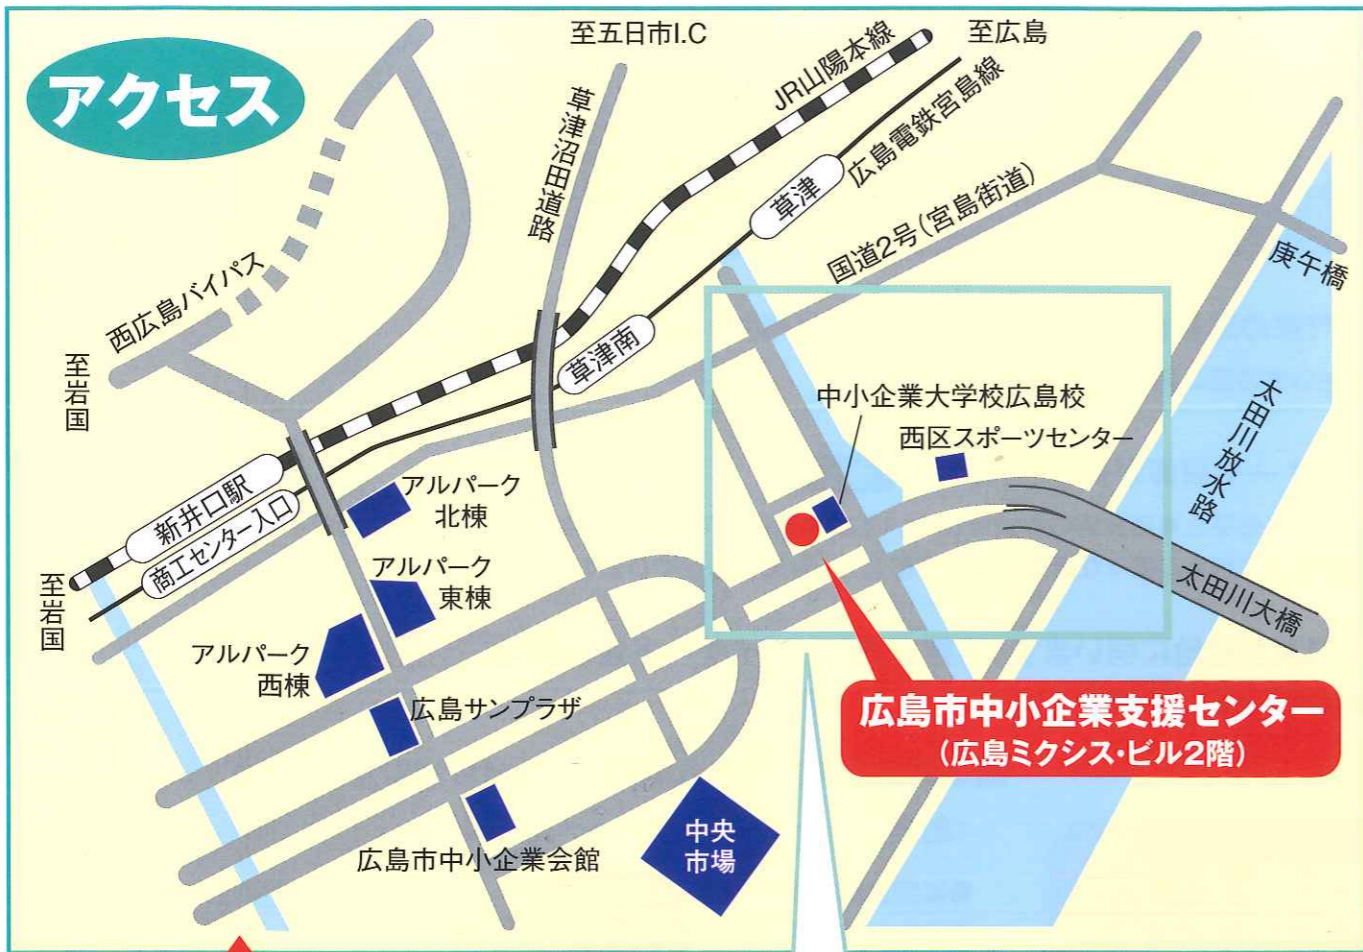 アクセス
至五日市I.C
至広島
JR山陽本線
広島電鉄宮島線
草津沼田道路
草津
国道2号(宮島街道)
庚午橋
西広島バイパス
至岩国
草津南
太田川放水路
中小企業大学校広島校
西区スポーツセンター
新井口駅
商工センター入口
アルパーク
北棟
至岩国
アルパーク
東棟
太田川大橋
アルパーク
西棟
広島サンプラザ
広島市中小企業支援センター
(広島ミクシス・ビル2階)
中央
市場
広島市中小企業会館